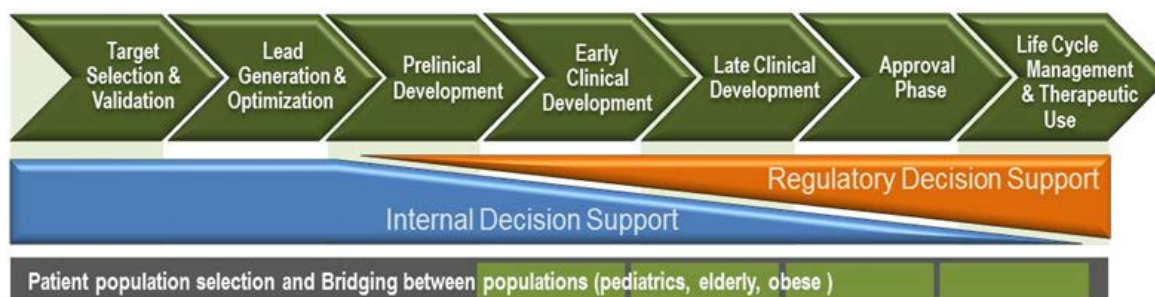 Target
Selection &
Validation
Lead
Generation &
Optimization
Prelinical
Development
Early
Clinical
Development
Late Clinical
Development
Approval
Phase
Life Cycle
Management
& Therapeutic
Use
Regulatory Decision Support
Internal Decision Support
Patient population selection and Bridging between populations (pediatrics, elderly, obese )